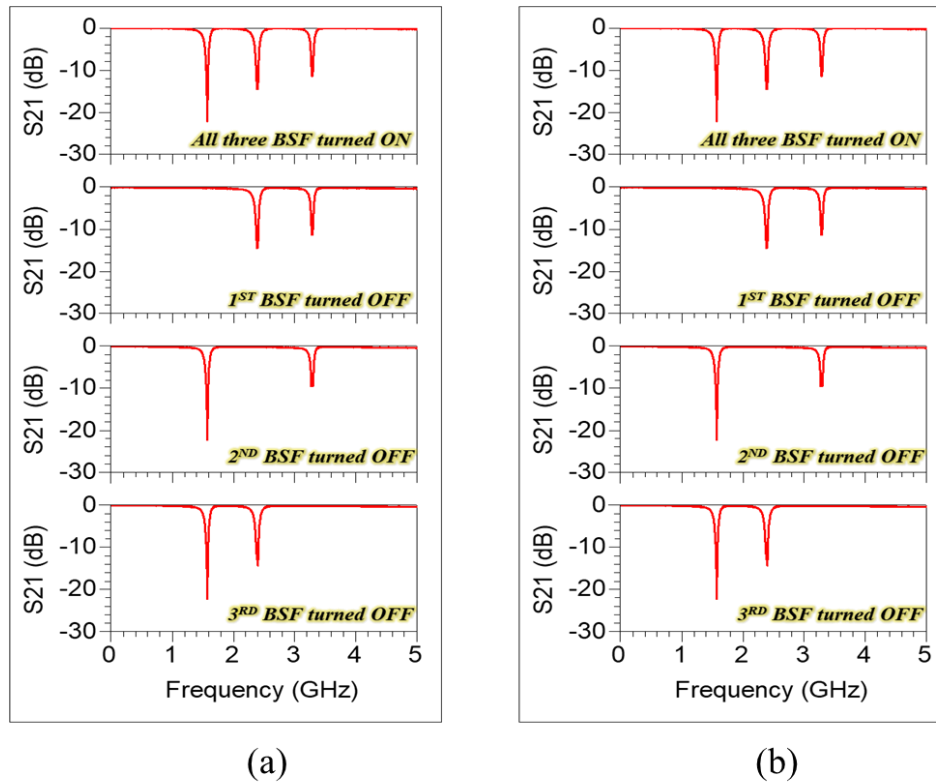 0
-10
-20
-30
S21 (dB)
All three BSF turned ON
0
-10
-20
-30
S21 (dB)
1ST BSF turned OFF
0
-10
-20
-30
S21 (dB)
2ND BSF turned OFF
0
-10
-20
-30
S21 (dB)
3RD BSF turned OFF
0 1 2 3 4 5
Frequency (GHz)
(a)
0
-10
-20
-30
S21 (dB)
All three BSF turned ON
0
-10
-20
-30
S21 (dB)
1ST BSF turned OFF
0
-10
-20
-30
S21 (dB)
2ND BSF turned OFF
0
-10
-20
-30
S21 (dB)
3RD BSF turned OFF
0 1 2 3 4 5
Frequency (GHz)
(b)